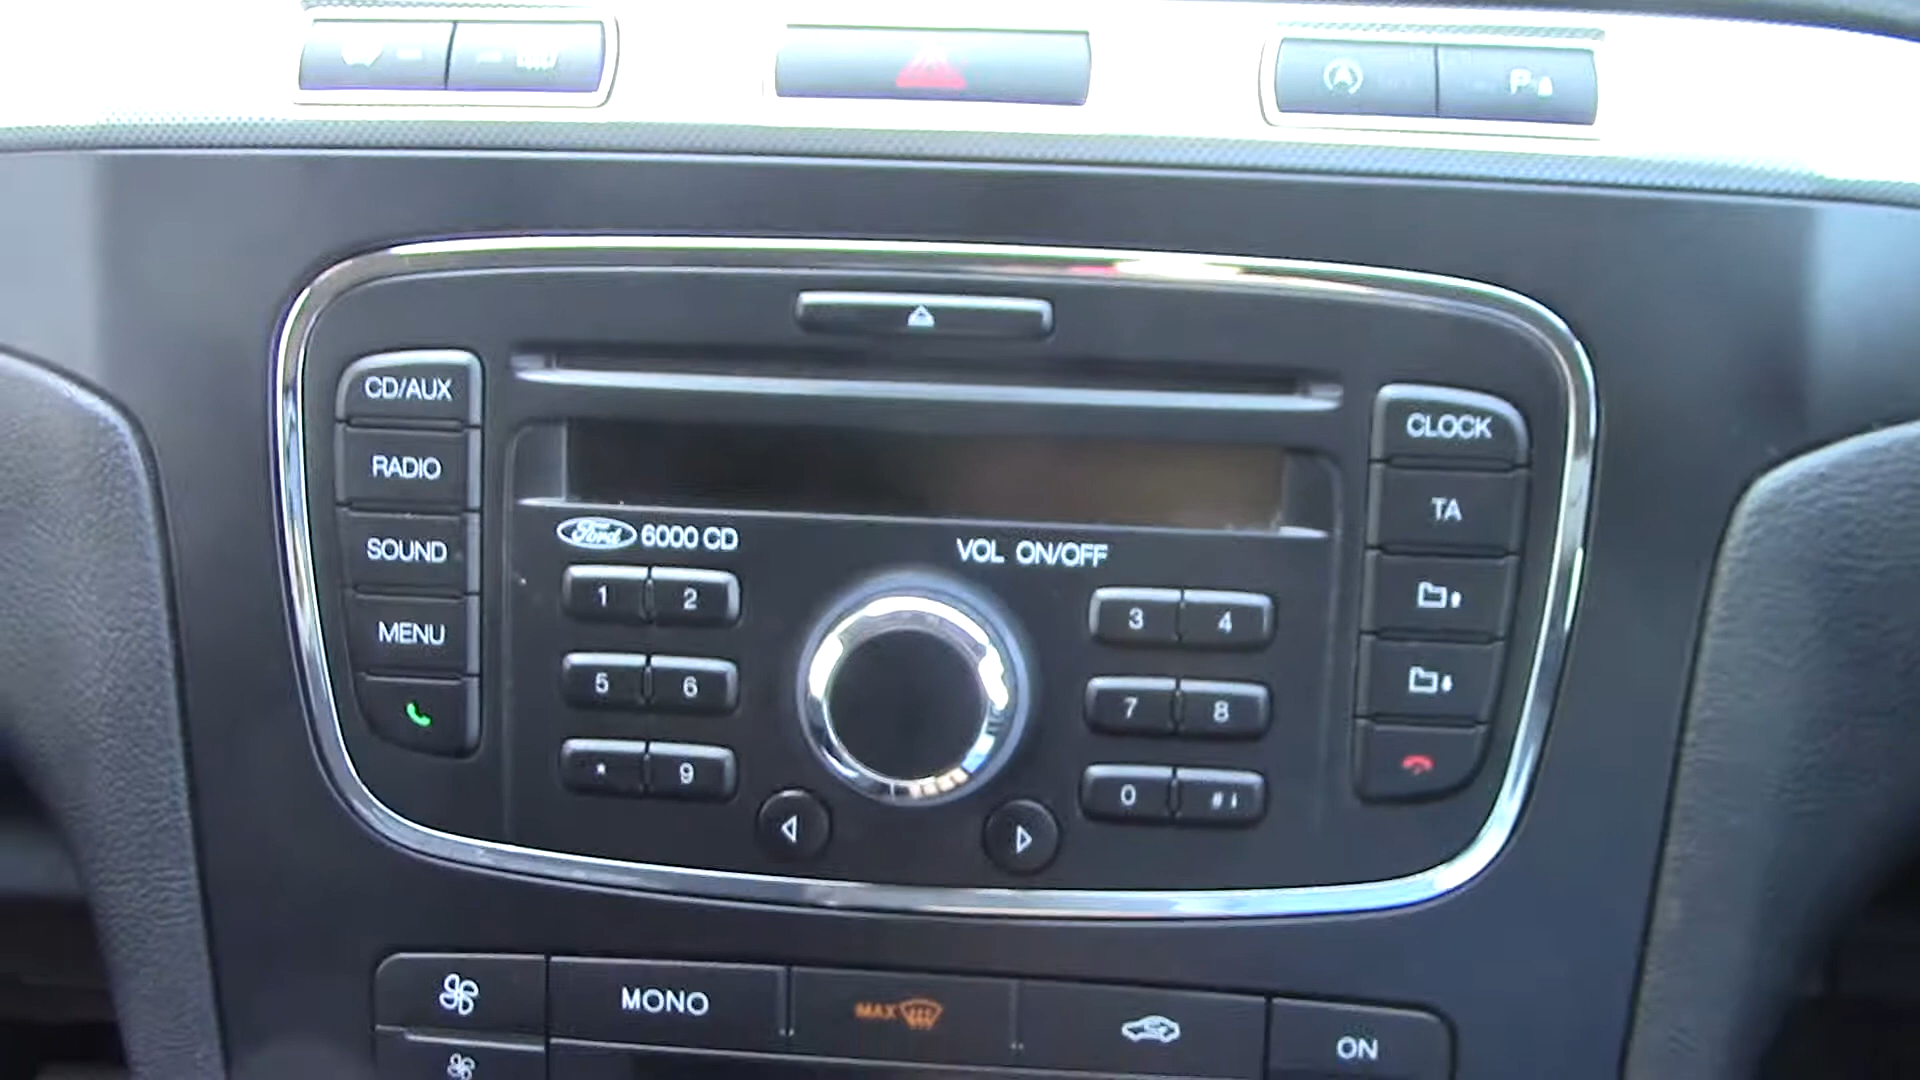 P
CD/AUX
RADIO
SOUND
MENU
Ford 6000 CD
VOL ON/OFF
1 2
3 4
5 6
7 8
* 9
0 #
CLOCK
TA
MONO
MAX
ON